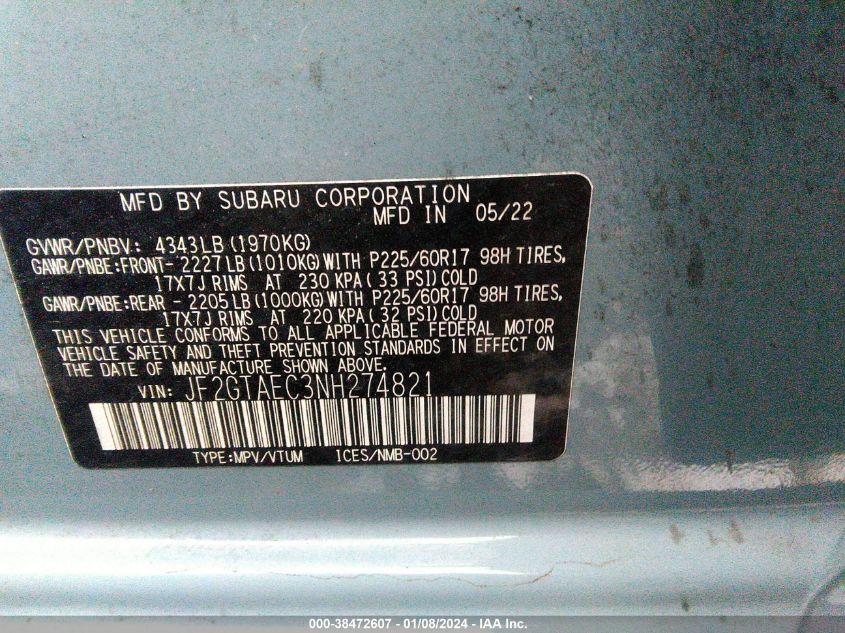 MFD BY SUBARU CORPORATION
MFD IN 05/22
GVWR/PNBV: 4343LB(1970KG)
GAWR/PNBE:FRONT-2227LB(1010KG)WITH P225/60R17 98H TIRES,
17X7J RIMS AT 230 KPA(33 PSI)COLD
GAWR/PNBE:REAR -2205LB(1000KG)WITH P225/60R17 98H TIRES,
17X7J RIMS AT 220 KPA(32 PSI)COLD
THIS VEHICLE CONFORMS TO ALL APPLICABLE FEDERAL MOTOR
VEHICLE SAFETY AND THEFT PREVENTION STANDARDS IN EFFECT ON
THE DATE OF MANUFACTURE SHOWN ABOVE.
VIN: JF2GTAEC3NH274821
TYPE:MPV/VTUM ICES/NMB-002
000-38472607 - 01/08/2024 - IAA Inc.